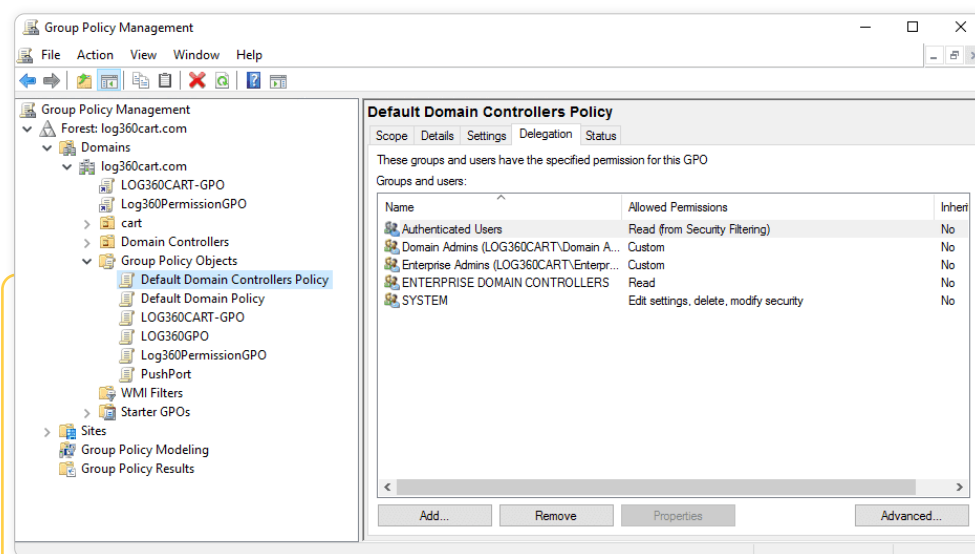 Group Policy Management
File Action View Window Help
Group Policy Management
Forest: log360cart.com
Domains
log360cart.com
LOG360CART-GPO
Log360PermissionGPO
cart
Domain Controllers
Group Policy Objects
Default Domain Controllers Policy
Default Domain Policy
LOG360CART-GPO
LOG360GPO
Log360PermissionGPO
PushPort
WMI Filters
Starter GPOs
Sites
Group Policy Modeling
Group Policy Results
Default Domain Controllers Policy
Scope Details Settings Delegation Status
These groups and users have the specified permission for this GPO
Groups and users:
Name Allowed Permissions Inheri
Authenticated Users Read (from Security Filtering) No
Domain Admins (LOG360CART\Domain A... Custom No
Enterprise Admins (LOG360CART\Enterpr... Custom No
ENTERPRISE DOMAIN CONTROLLERS Read No
SYSTEM Edit settings, delete, modify security No
Add... Remove Properties Advanced...